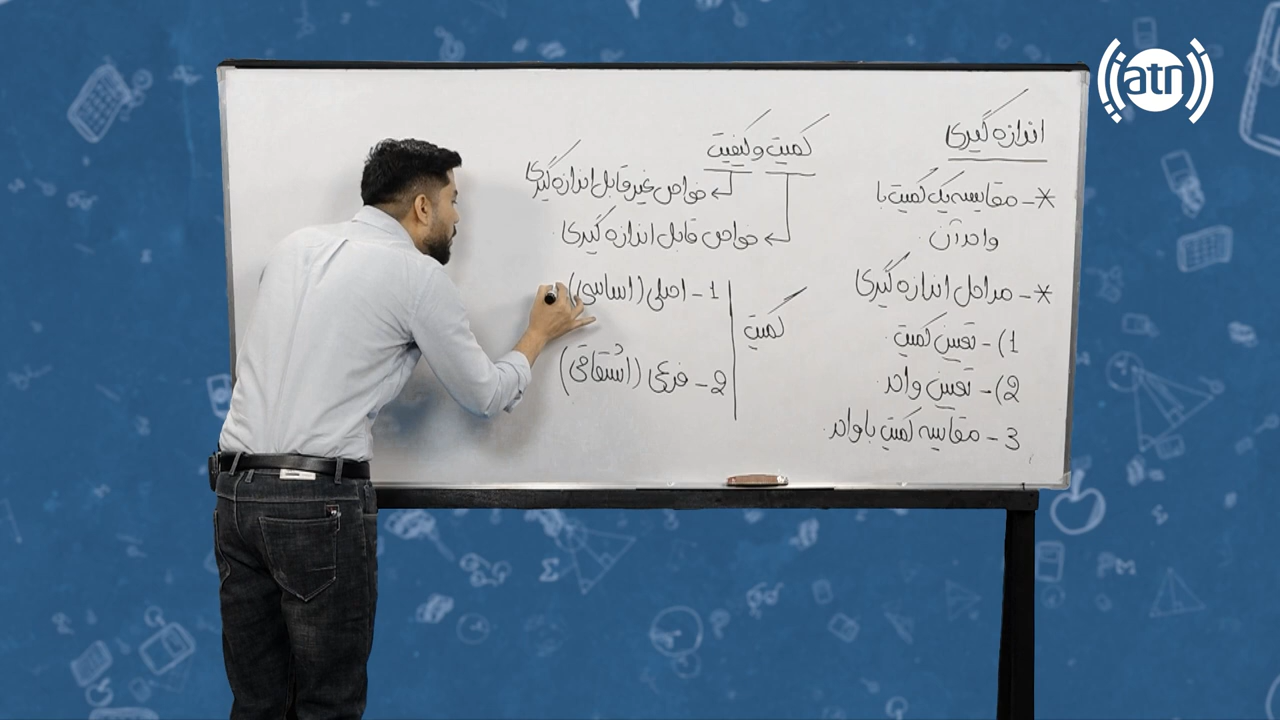 اندازه‌گیری
*- مقایسه یک کمیت با
واحد آن
*- مراحل اندازه گیری
1)- تعین کمیت
2)- تعین واحد
3- مقایسه کمیت با واحد
کمیت و کیفیت
خواص غیر قابل اندازه گیری
خواص قابل اندازه گیری
کمیت
1- اصلی (اساسی)
2- فرعی (اشتقاقی)
atn